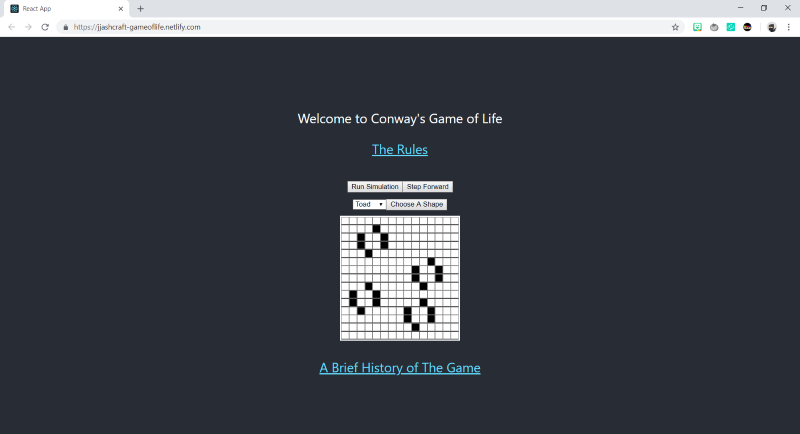 React App
https://jjashcraft-gameoflife.netlify.com
Welcome to Conway's Game of Life
The Rules
Run Simulation Step Forward
Toad Choose A Shape
A Brief History of The Game